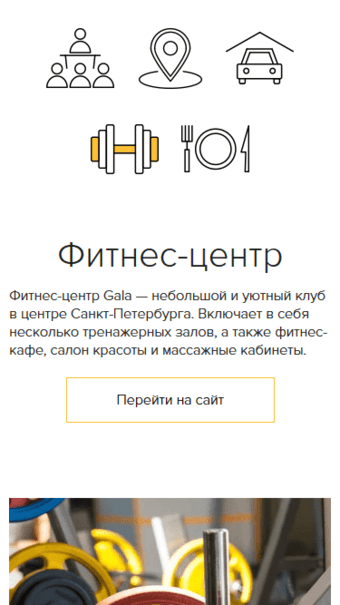 Фитнес-центр
Фитнес-центр Gala — небольшой и уютный клуб
в центре Санкт-Петербурга. Включает в себя
несколько тренажерных залов, а также фитнес-
кафе, салон красоты и массажные кабинеты.
Перейти на сайт